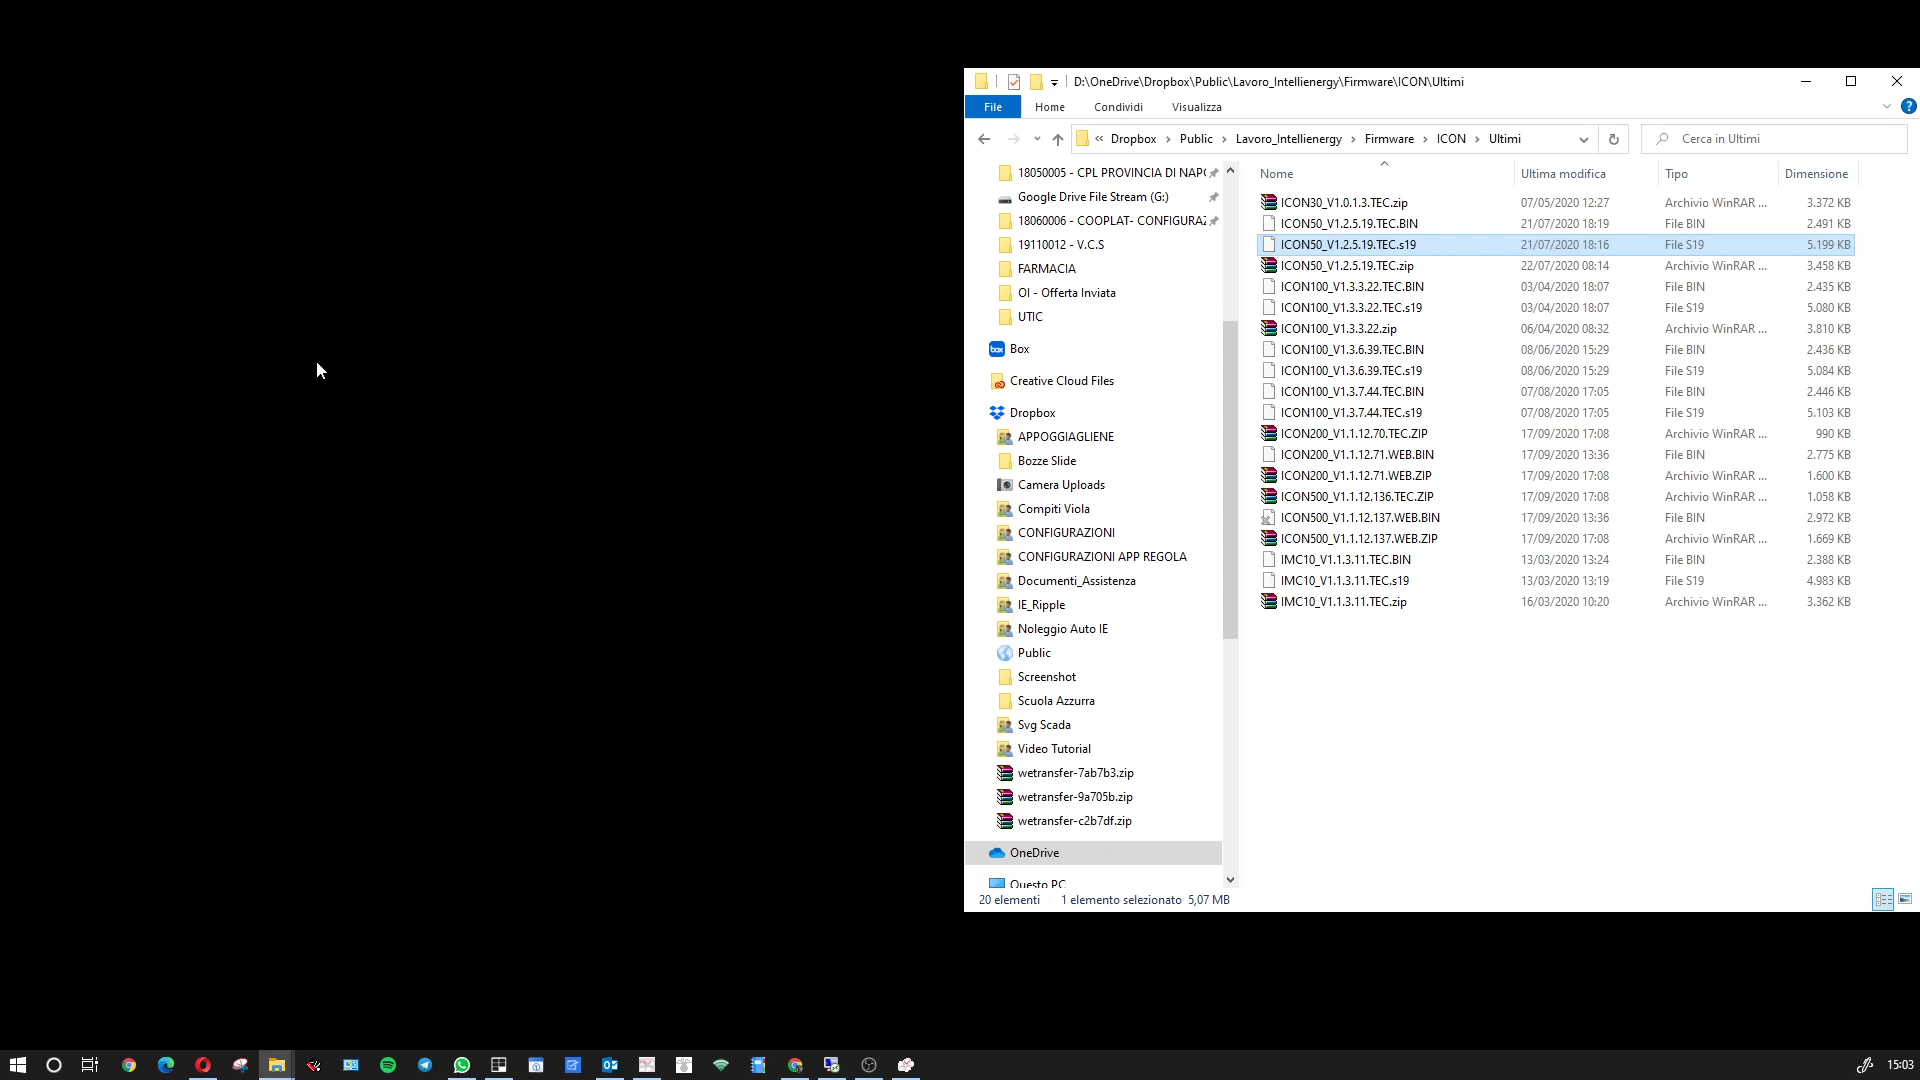 D:\OneDrive\Dropbox\Public\Lavoro_Intellienergy\Firmware\ICON\Ultimi
File Home Condividi Visualizza
« Dropbox > Public > Lavoro_Intellienergy > Firmware > ICON > Ultimi Cerca in Ultimi
18050005 - CPL PROVINCIA DI NAP
Google Drive File Stream (G:)
18060006 - COOPLAT- CONFIGURAZ
19110012 - V.C.S
FARMACIA
OI - Offerta Inviata
UTIC
box Box
Creative Cloud Files
Dropbox
APPOGGIAGLIENE
Bozze Slide
Camera Uploads
Compiti Viola
CONFIGURAZIONI
CONFIGURAZIONI APP REGOLA
Documenti_Assistenza
IE_Ripple
Noleggio Auto IE
Public
Screenshot
Scuola Azzurra
Svg Scada
Video Tutorial
wetransfer-7ab7b3.zip
wetransfer-9a705b.zip
wetransfer-c2b7df.zip
OneDrive
Questo PC
Nome Ultima modifica Tipo Dimensione
ICON30_V1.0.1.3.TEC.zip 07/05/2020 12:27 Archivio WinRAR ... 3.372 KB
ICON50_V1.2.5.19.TEC.BIN 21/07/2020 18:19 File BIN 2.491 KB
ICON50_V1.2.5.19.TEC.s19 21/07/2020 18:16 File S19 5.199 KB
ICON50_V1.2.5.19.TEC.zip 22/07/2020 08:14 Archivio WinRAR ... 3.458 KB
ICON100_V1.3.3.22.TEC.BIN 03/04/2020 18:07 File BIN 2.435 KB
ICON100_V1.3.3.22.TEC.s19 03/04/2020 18:07 File S19 5.080 KB
ICON100_V1.3.3.22.zip 06/04/2020 08:32 Archivio WinRAR ... 3.810 KB
ICON100_V1.3.6.39.TEC.BIN 08/06/2020 15:29 File BIN 2.436 KB
ICON100_V1.3.6.39.TEC.s19 08/06/2020 15:29 File S19 5.084 KB
ICON100_V1.3.7.44.TEC.BIN 07/08/2020 17:05 File BIN 2.446 KB
ICON100_V1.3.7.44.TEC.s19 07/08/2020 17:05 File S19 5.103 KB
ICON200_V1.1.12.70.TEC.ZIP 17/09/2020 17:08 Archivio WinRAR ... 990 KB
ICON200_V1.1.12.71.WEB.BIN 17/09/2020 13:36 File BIN 2.775 KB
ICON200_V1.1.12.71.WEB.ZIP 17/09/2020 17:08 Archivio WinRAR ... 1.600 KB
ICON500_V1.1.12.136.TEC.ZIP 17/09/2020 17:08 Archivio WinRAR ... 1.058 KB
ICON500_V1.1.12.137.WEB.BIN 17/09/2020 13:36 File BIN 2.972 KB
ICON500_V1.1.12.137.WEB.ZIP 17/09/2020 17:08 Archivio WinRAR ... 1.669 KB
IMC10_V1.1.3.11.TEC.BIN 13/03/2020 13:24 File BIN 2.388 KB
IMC10_V1.1.3.11.TEC.s19 13/03/2020 13:19 File S19 4.983 KB
IMC10_V1.1.3.11.TEC.zip 16/03/2020 10:20 Archivio WinRAR ... 3.362 KB
20 elementi 1 elemento selezionato 5,07 MB
15:03